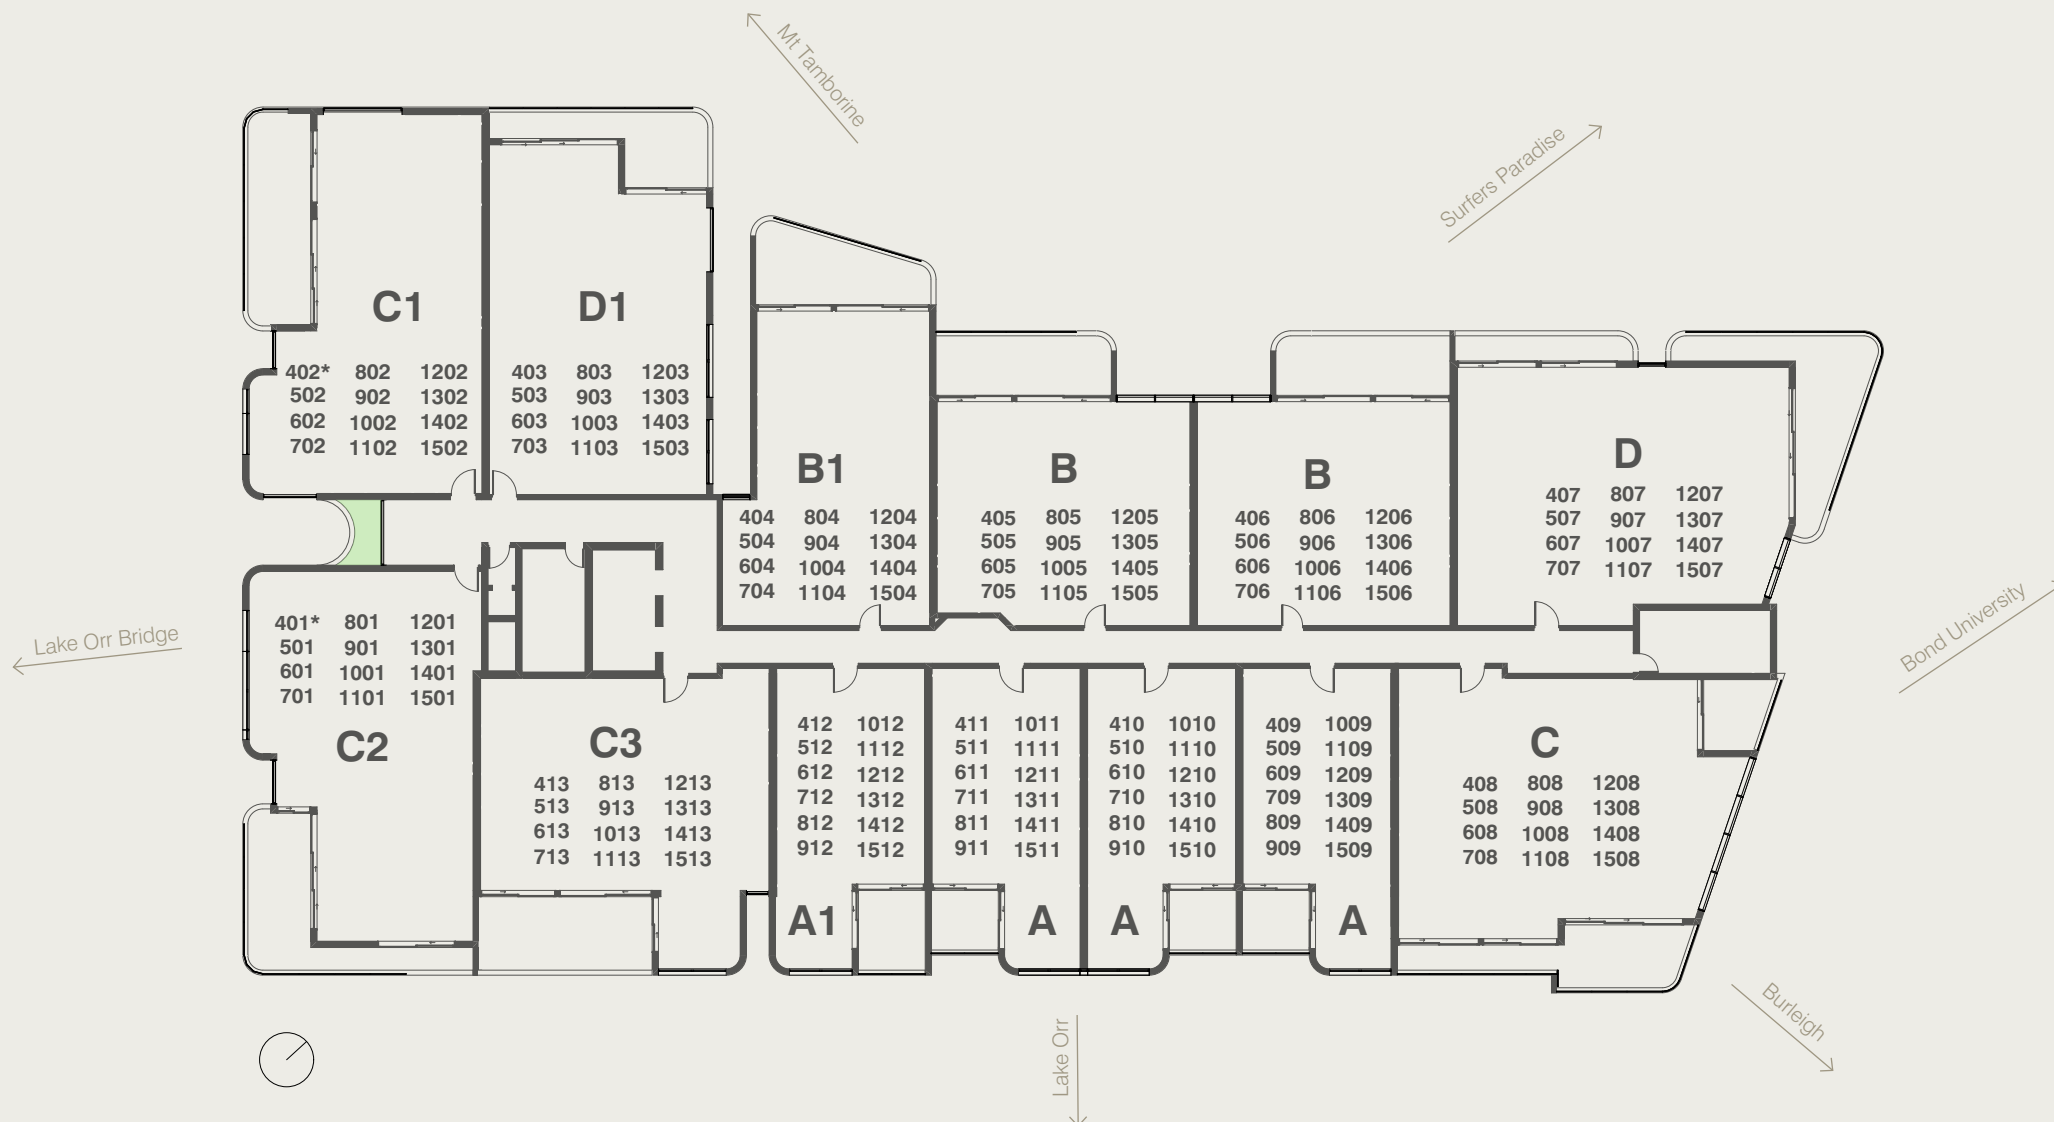 Mt Tamborine
Surfers Paradise
C1
402* 802 1202
502 902 1302
602 1002 1402
702 1102 1502
D1
403 803 1203
503 903 1303
603 1003 1403
703 1103 1503
B1
404 804 1204
504 904 1304
604 1004 1404
704 1104 1504
B
405 805 1205
505 905 1305
605 1005 1405
705 1105 1505
B
406 806 1206
506 906 1306
606 1006 1406
706 1106 1506
D
407 807 1207
507 907 1307
607 1007 1407
707 1107 1507
Lake Orr Bridge
Bond University
401* 801 1201
501 901 1301
601 1001 1401
701 1101 1501
C2
C3
413 813 1213
513 913 1313
613 1013 1413
713 1113 1513
412 1012
512 1112
612 1212
712 1312
812 1412
912 1512
A1
411 1011
511 1111
611 1211
711 1311
811 1411
911 1511
A
410 1010
510 1110
610 1210
710 1310
810 1410
910 1510
A
409 1009
509 1109
609 1209
709 1309
809 1409
909 1509
A
C
408 808 1208
508 908 1308
608 1008 1408
708 1108 1508
Lake Orr
Burleigh